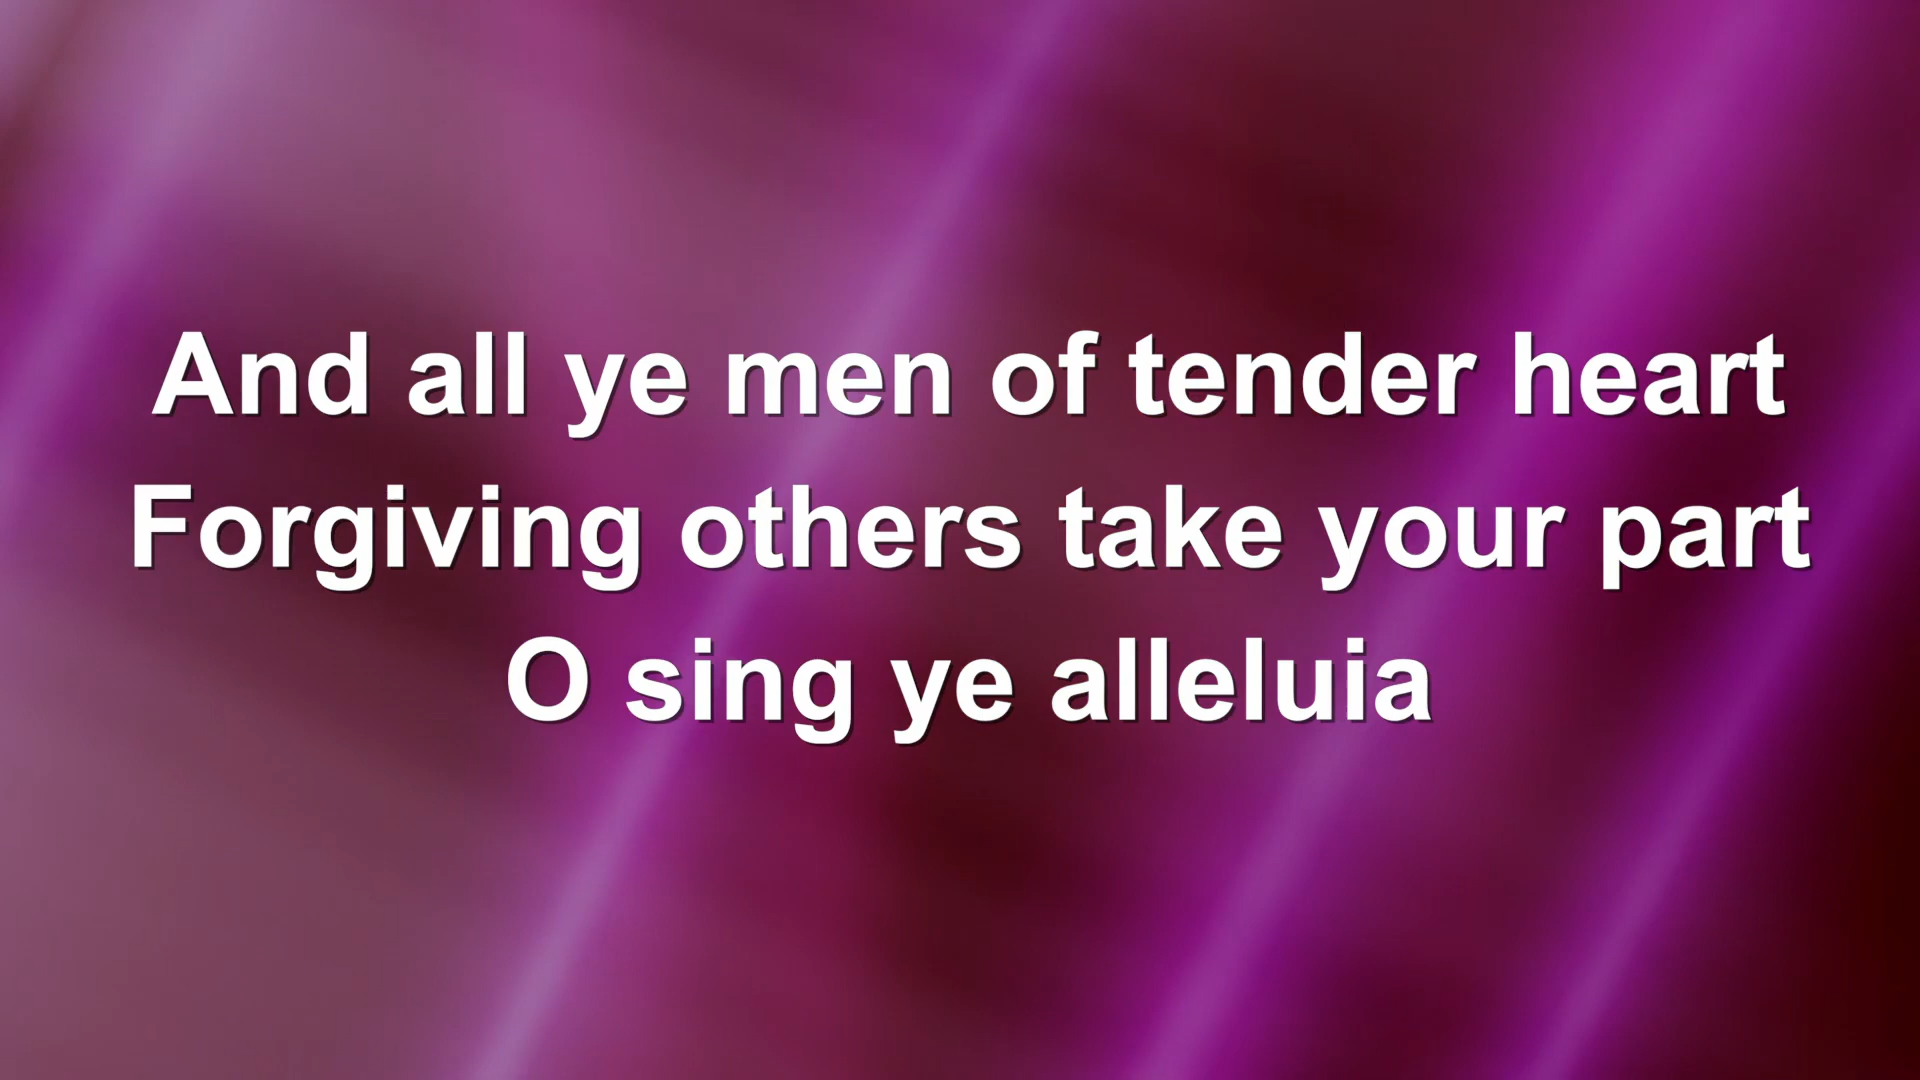 And all ye men of tender heart
Forgiving others take your part
O sing ye alleluia